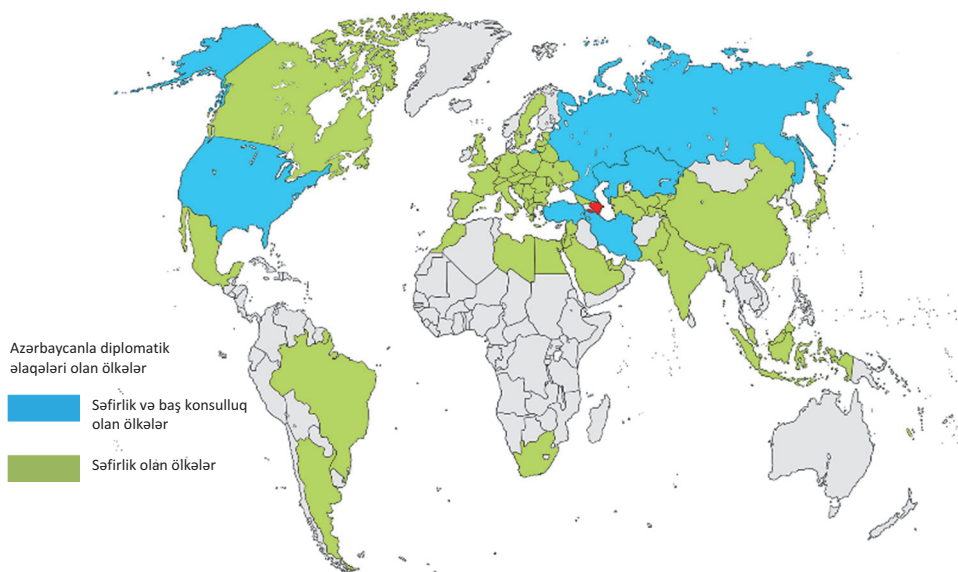 Azərbaycanla diplomatik
əlaqələri olan ölkələr
Səfirlik və baş konsulluq
olan ölkələr
Səfirlik olan ölkələr